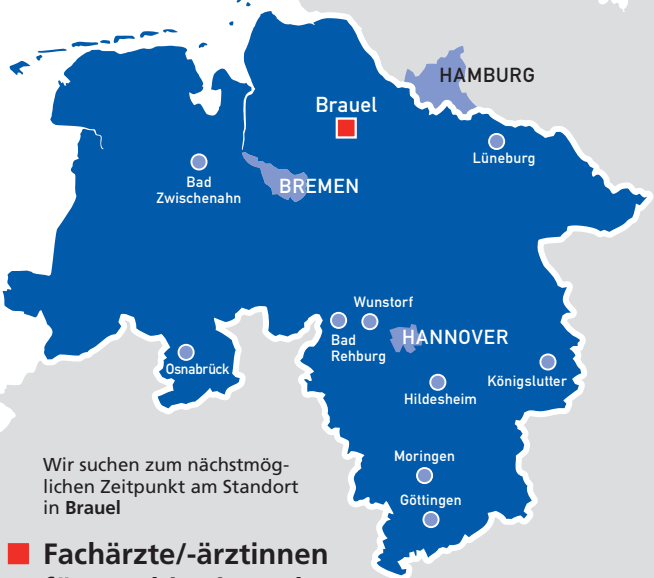 HAMBURG
Brauel
Lüneburg
Bad
Zwischenahn
BREMEN
Wunstorf
Bad
Rehburg
HANNOVER
Osnabrück
Königslutter
Hildesheim
Moringen
Göttingen
Wir suchen zum nächstmög-
lichen Zeitpunkt am Standort
in Brauel
Fachärzte/-ärztinnen